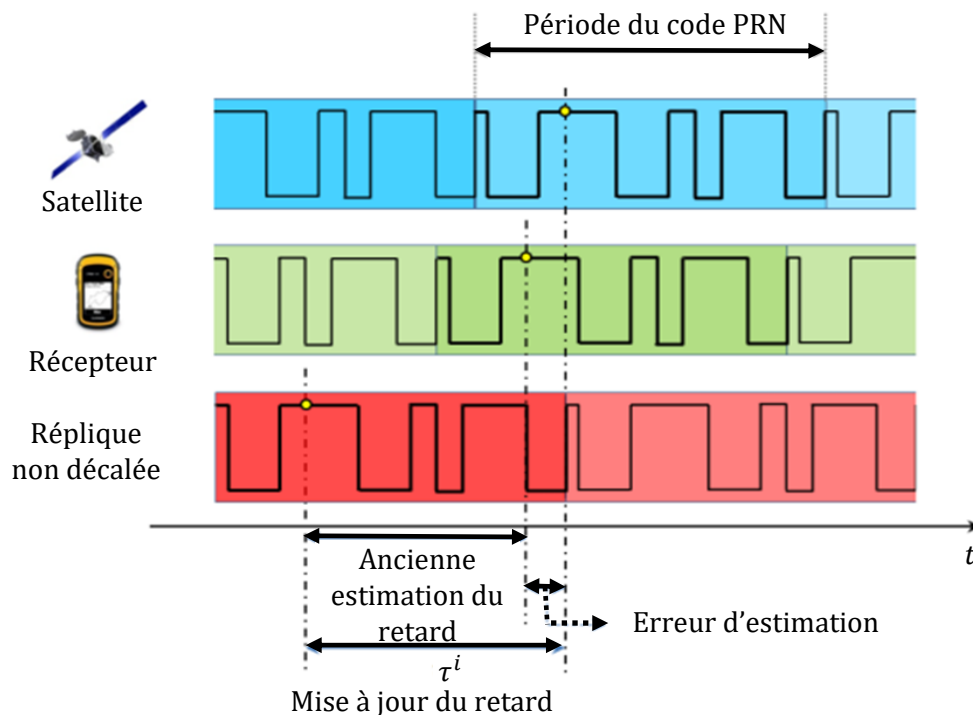 Période du code PRN
Satellite
Récepteur
Réplique
non décalée
t
Ancienne
estimation du
retard
Erreur d'estimation
τ^i
Mise à jour du retard